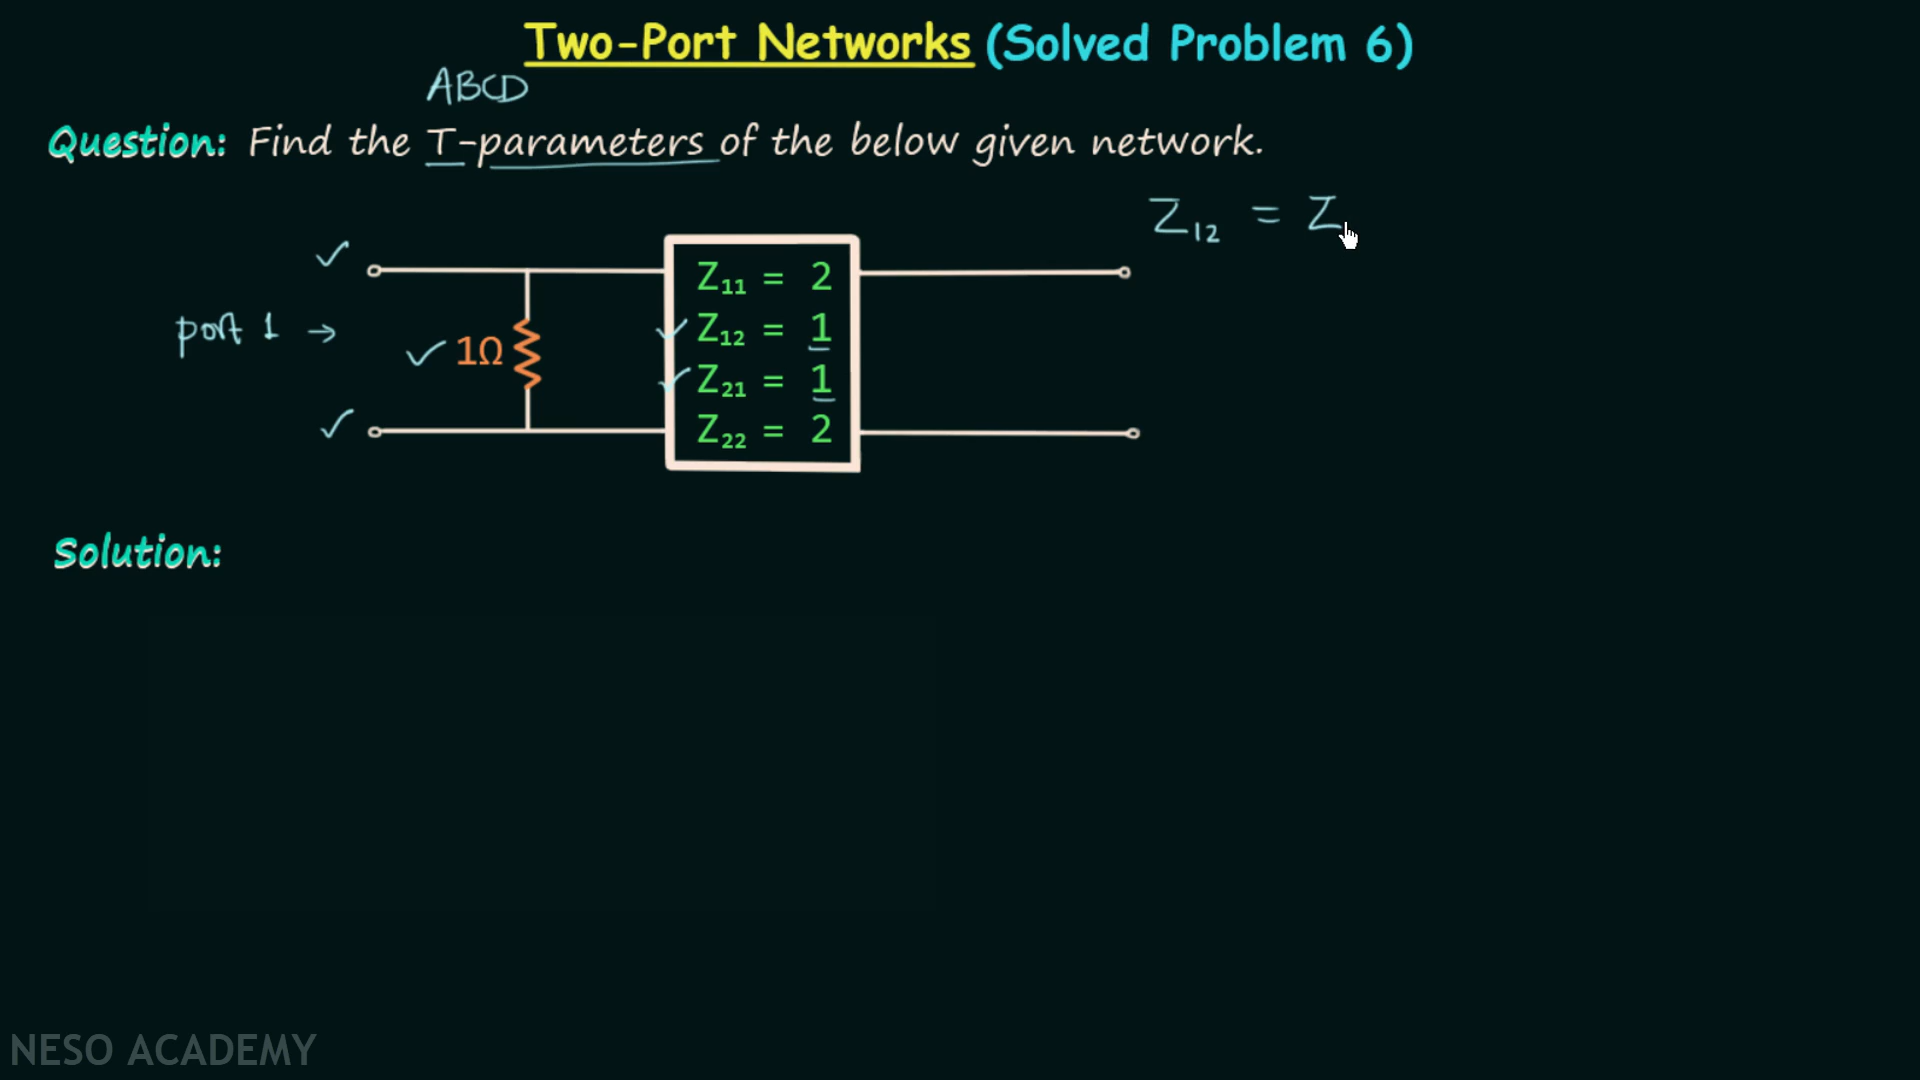 Two-Port Networks (Solved Problem 6)
ABCD
Question: Find the T-parameters of the below given network.
Z12 = Z
Z11 = 2
port 1 → 1Ω Z12 = 1
Z21 = 1
Z22 = 2
Solution:
NESO ACADEMY